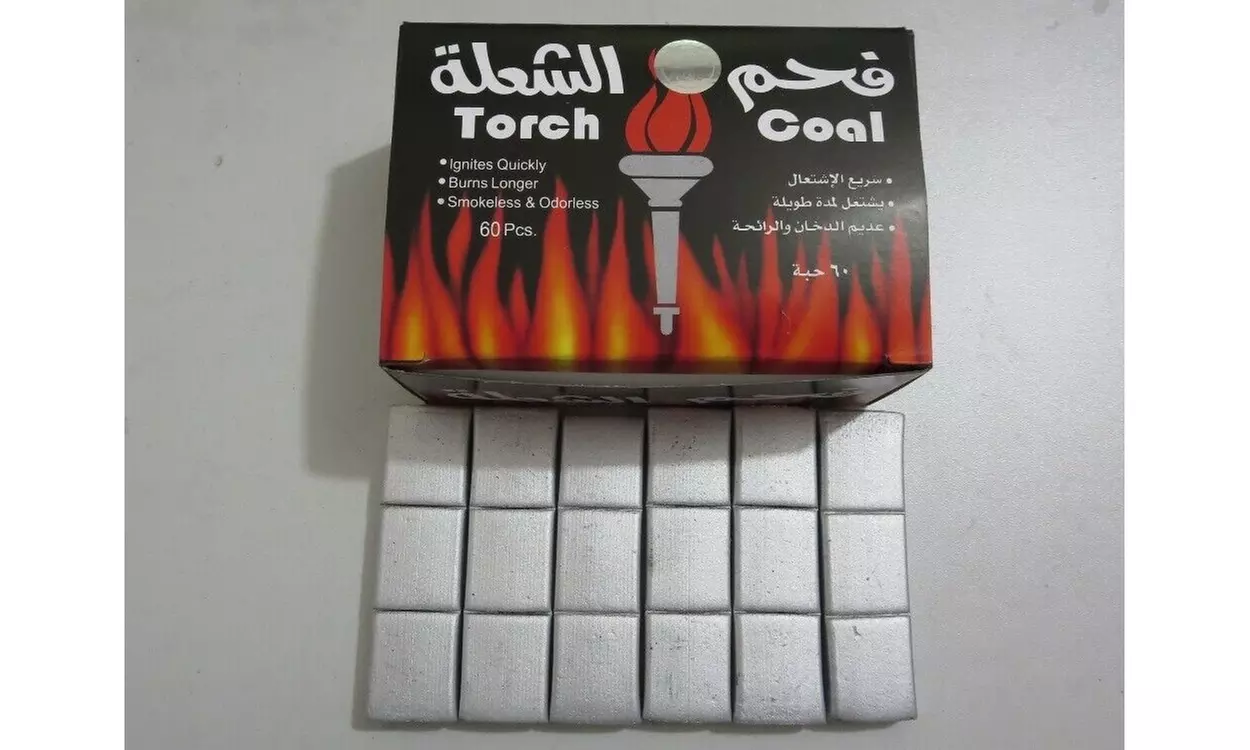 فحم الشعلة
Torch Coal
• Ignites Quickly
• Burns Longer
• Smokeless & Odorless
60 Pcs.
• سريع الإشتعال
• يشتعل لمدة طويلة
• عديم الدخان والرائحة
٦٠ حبة